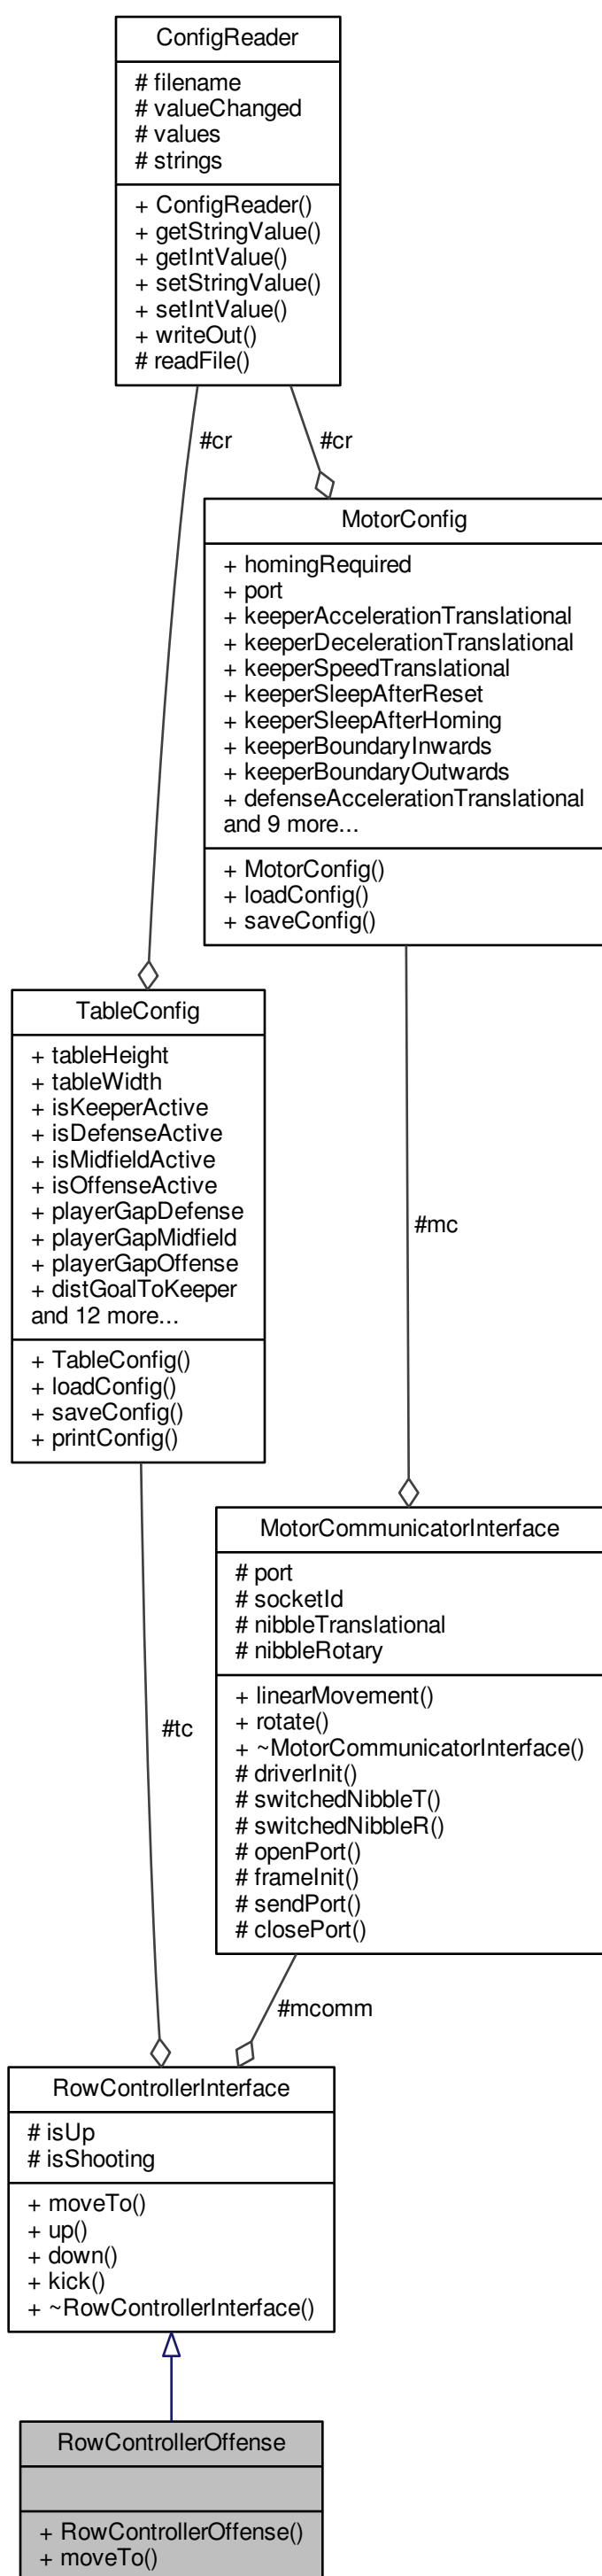 ConfigReader
# filename
# valueChanged
# values
# strings
+ ConfigReader()
+ getStringValue()
+ getIntValue()
+ setStringValue()
+ setIntValue()
+ writeOut()
# readFile()
#cr
#cr
MotorConfig
+ homingRequired
+ port
+ keeperAccelerationTranslational
+ keeperDecelerationTranslational
+ keeperSpeedTranslational
+ keeperSleepAfterReset
+ keeperSleepAfterHoming
+ keeperBoundaryInwards
+ keeperBoundaryOutwards
+ defenseAccelerationTranslational
and 9 more...
+ MotorConfig()
+ loadConfig()
+ saveConfig()
TableConfig
+ tableHeight
+ tableWidth
+ isKeeperActive
+ isDefenseActive
+ isMidfieldActive
+ isOffenseActive
+ playerGapDefense
+ playerGapMidfield
+ playerGapOffense
+ distGoalToKeeper
and 12 more...
+ TableConfig()
+ loadConfig()
+ saveConfig()
+ printConfig()
#mc
MotorCommunicatorInterface
# port
# socketId
# nibbleTranslational
# nibbleRotary
+ linearMovement()
+ rotate()
+ ~MotorCommunicatorInterface()
# driverInit()
# switchedNibbleT()
# switchedNibbleR()
# openPort()
# frameInit()
# sendPort()
# closePort()
#tc
#mcomm
RowControllerInterface
# isUp
# isShooting
+ moveTo()
+ up()
+ down()
+ kick()
+ ~RowControllerInterface()
RowControllerOffense
+ RowControllerOffense()
+ moveTo()